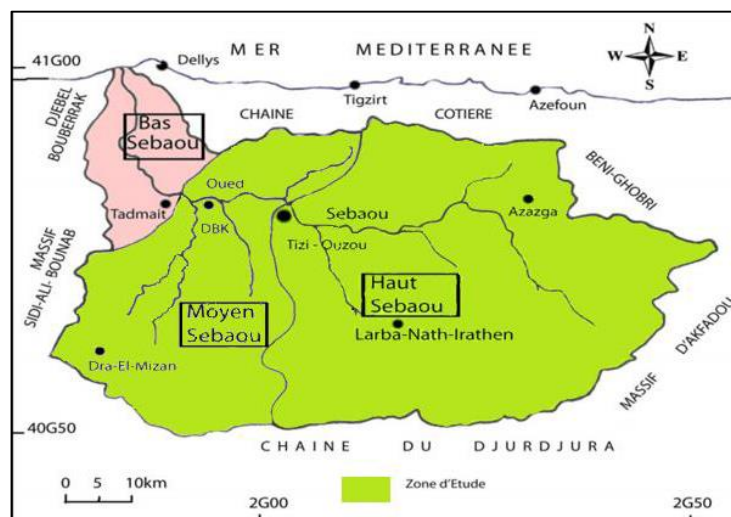 MER MEDITERRANEE
N
W E
S
41G00
Dellys
Tigzirt
Azefoun
DJEBEL
BOUBERRAK
CHAINE COTIERE
Bas
Sebaou
BENI-GHOBRI
Oued
Sebaou
Tadmait
DBK
Tizi-Ouzou
Azazga
MASSIF
SIDI-ALI-BOUNAB
Moyen
Sebaou
Haut
Sebaou
Larba-Nath-Irathen
Dra-El-Mizan
MASSIF D'AKFADOU
40G50
CHAINE DU DJURDJURA
0 5 10km
Zone d'Etude
2G00
2G50